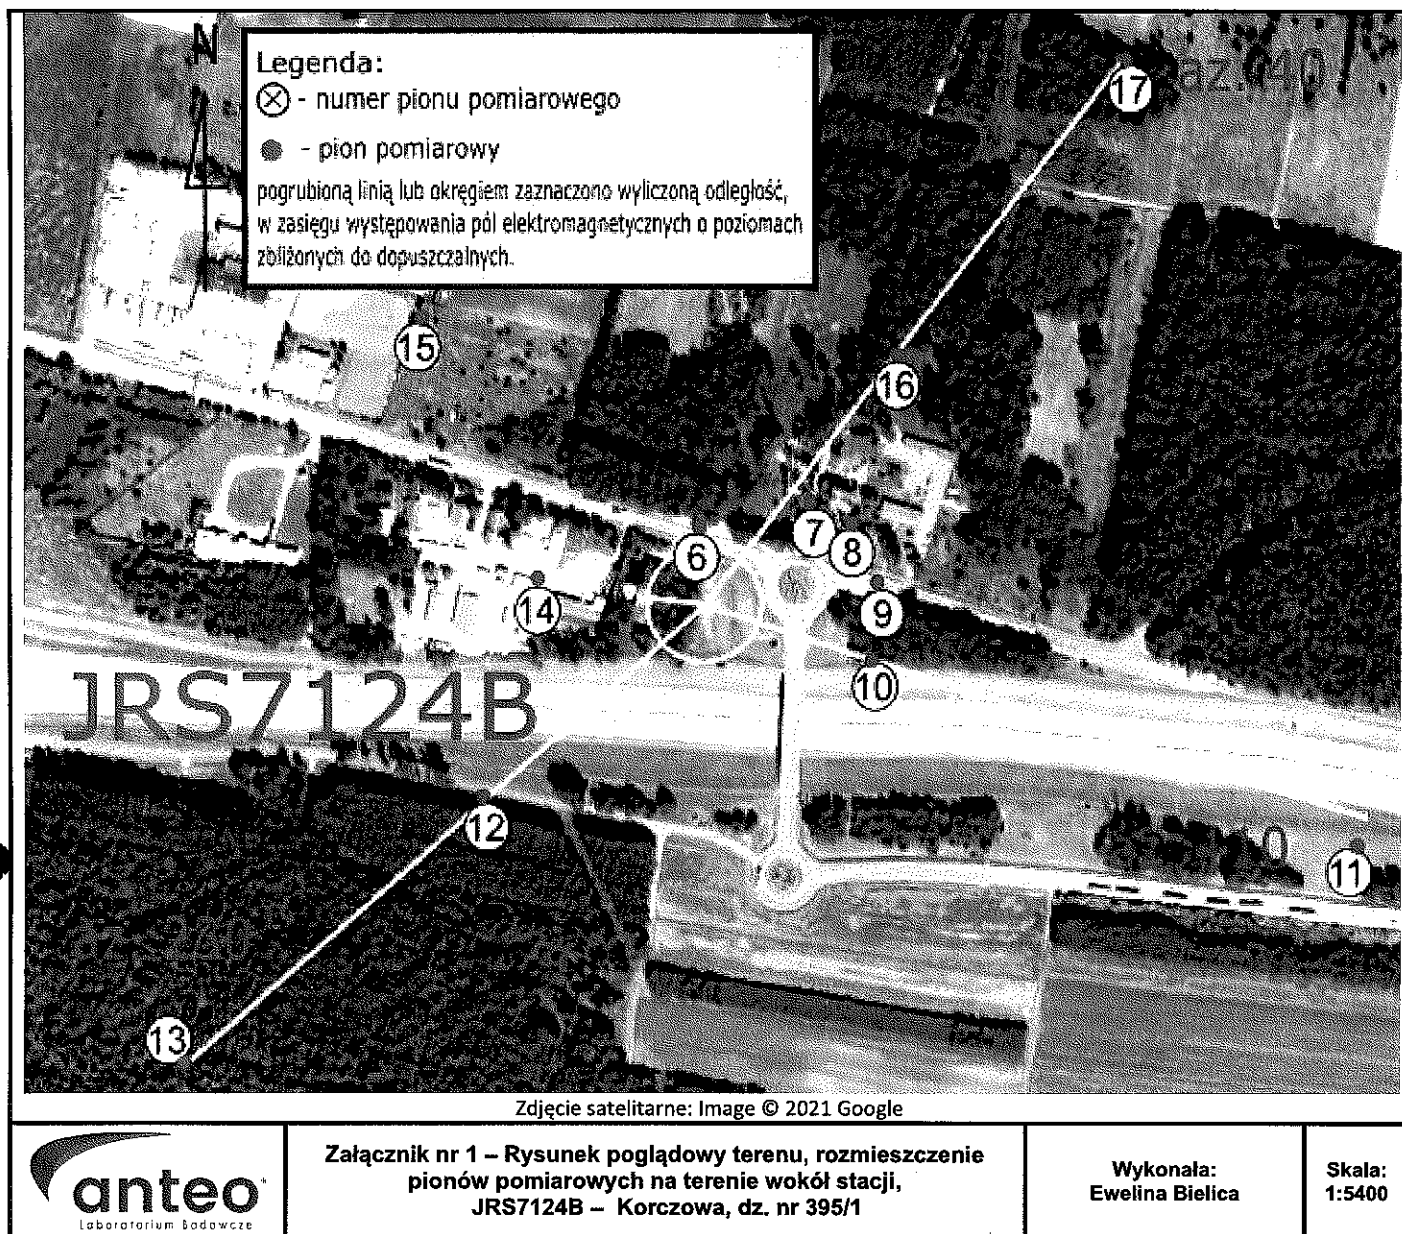 N
Legenda:
- numer pionu pomiarowego
- pion pomiarowy
pogrubioną linią lub okręgiem zaznaczono wyliczoną odległość,
w zasięgu występowania pól elektromagnetycznych o poziomach
zbliżonych do dopuszczalnych.
17
15
16
7
8
6
9
14
10
JRS7124B
12
11
13
Zdjęcie satelitarne: Image © 2021 Google
anteo
Laboratorium Badawcze
Załącznik nr 1 – Rysunek poglądowy terenu, rozmieszczenie
pionów pomiarowych na terenie wokół stacji,
JRS7124B – Korczowa, dz. nr 395/1
Wykonała:
Ewelina Bielica
Skala:
1:5400